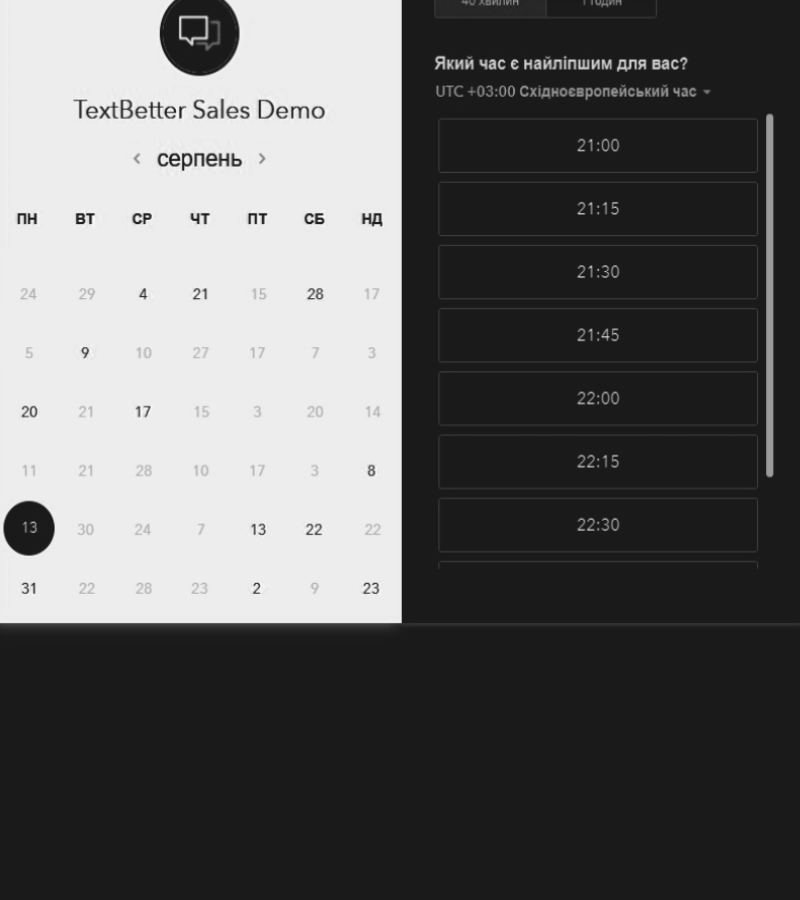 TextBetter Sales Demo
серпень
ПН ВТ СР ЧТ ПТ СБ НД
24 29 4 21 15 28 17
5 9 10 27 17 7 3
20 21 17 15 3 20 14
11 21 28 10 17 3 8
13 30 24 7 13 22 22
31 22 28 23 2 9 23
Який час є найліпшим для вас?
UTC +03:00 Східноєвропейський час
21:00
21:15
21:30
21:45
22:00
22:15
22:30